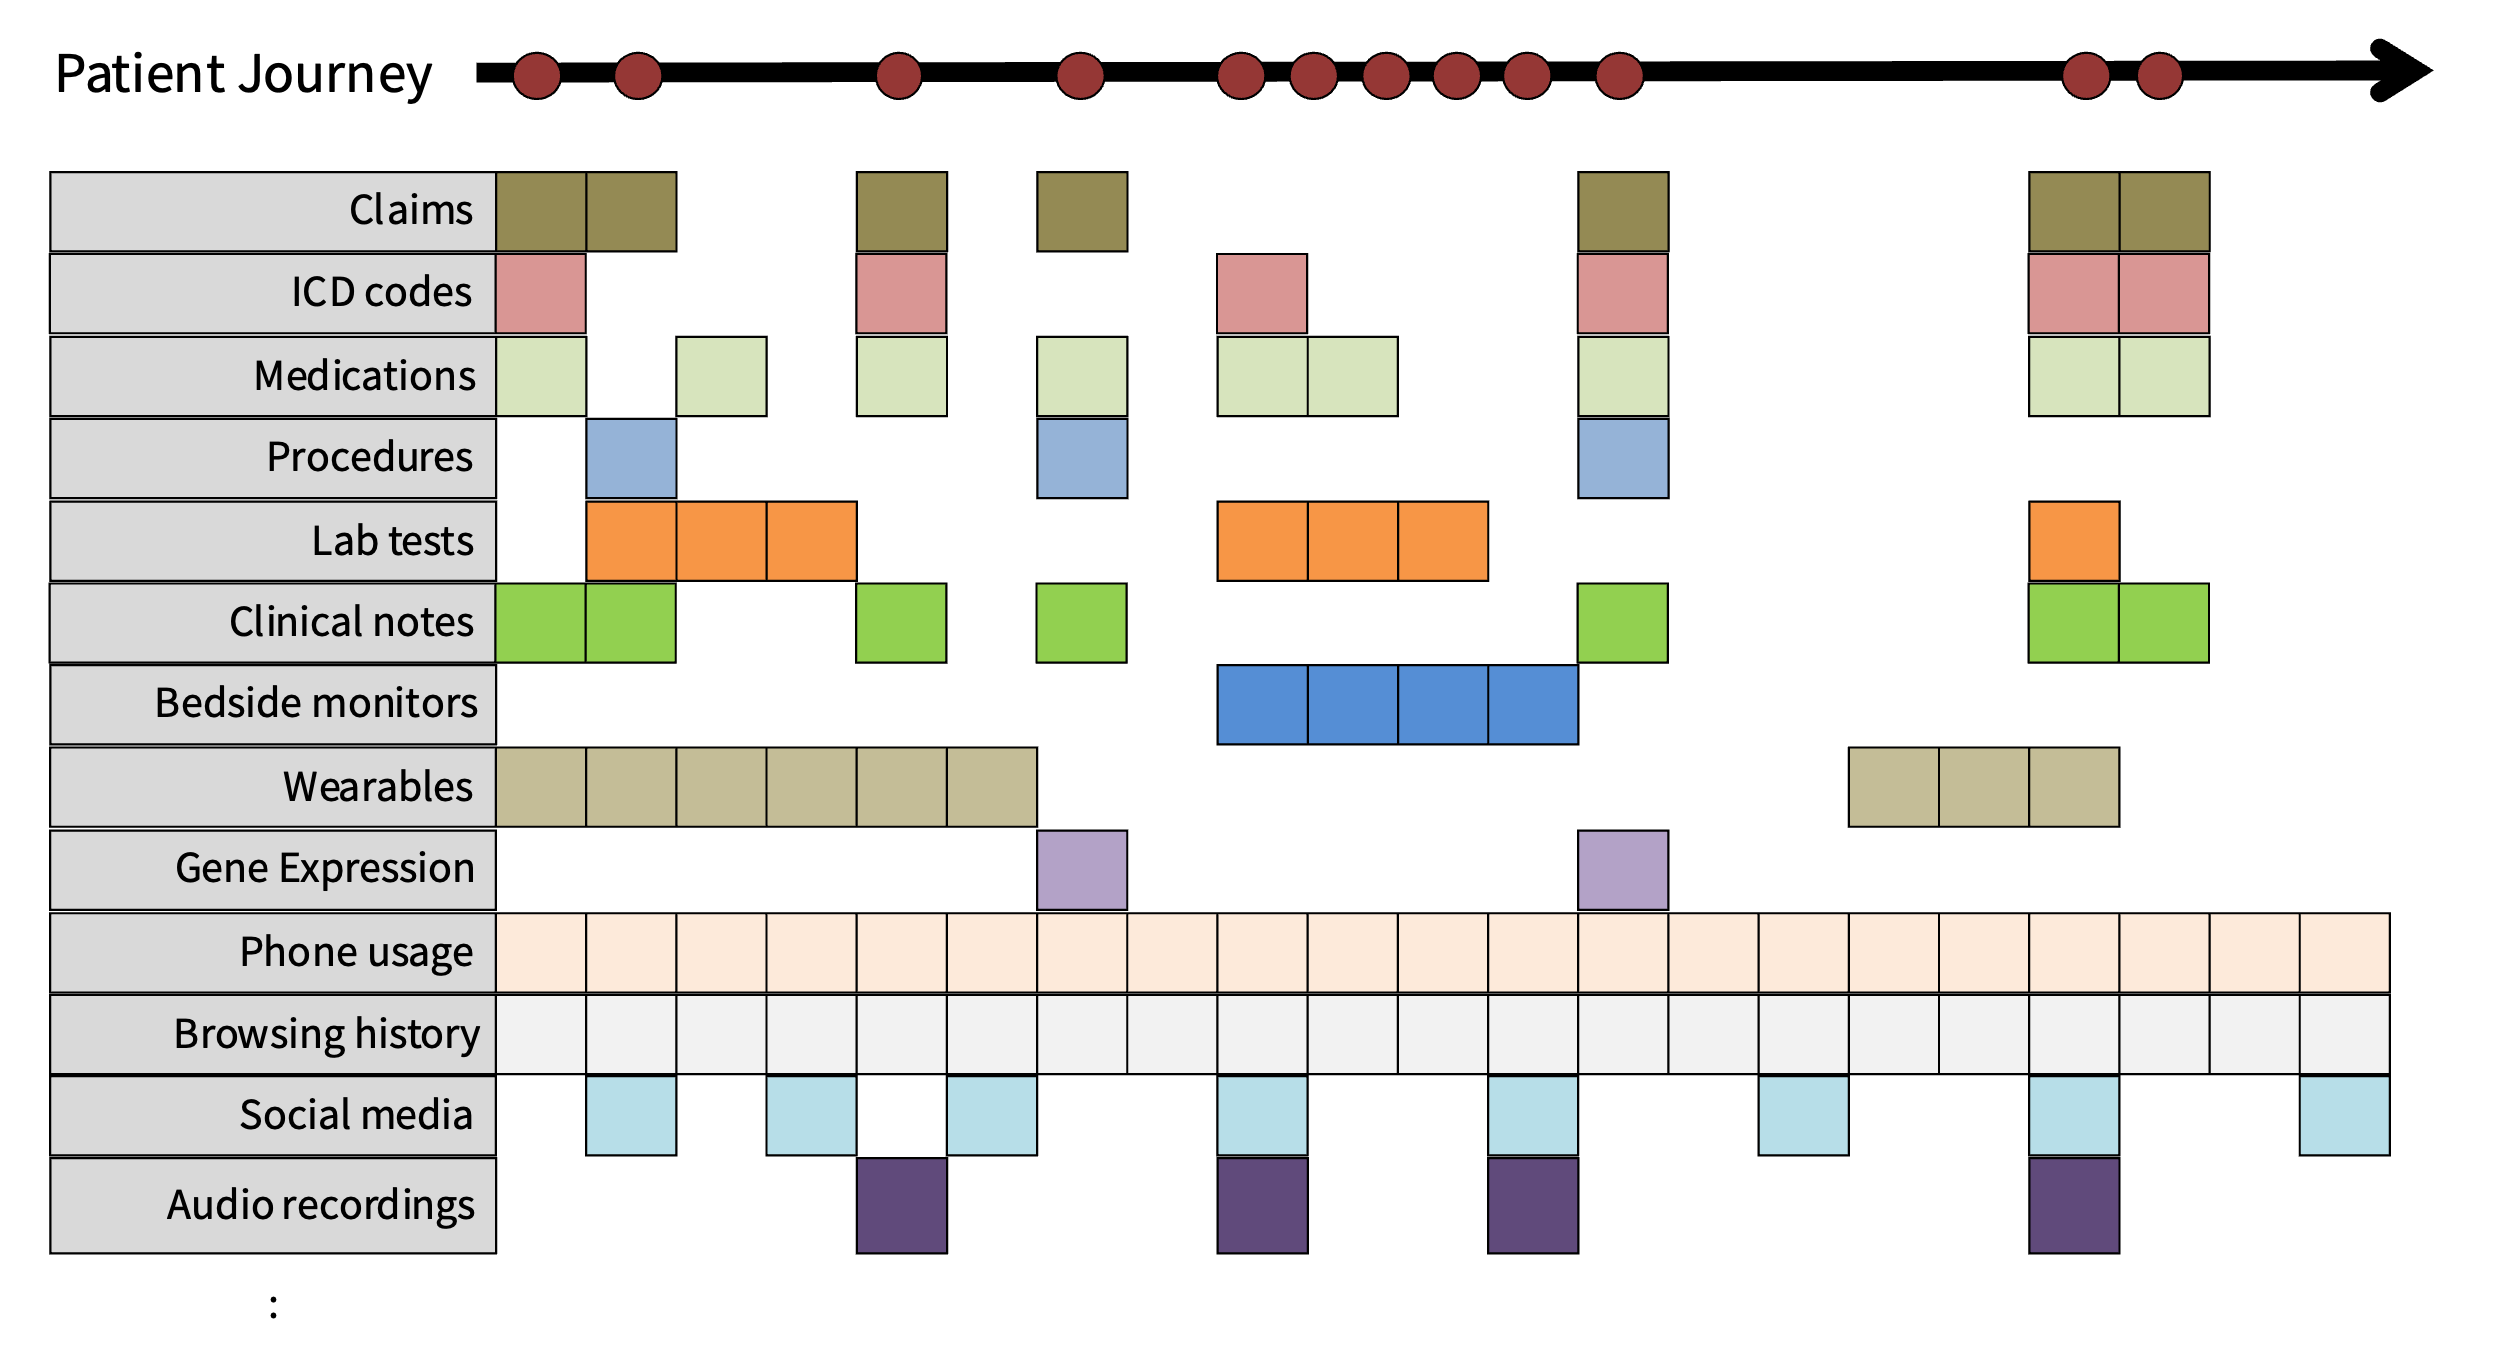 Patient Journey
Claims
ICD codes
Medications
Procedures
Lab tests
Clinical notes
Bedside monitors
Wearables
Gene Expression
Phone usage
Browsing history
Social media
Audio recordings
: